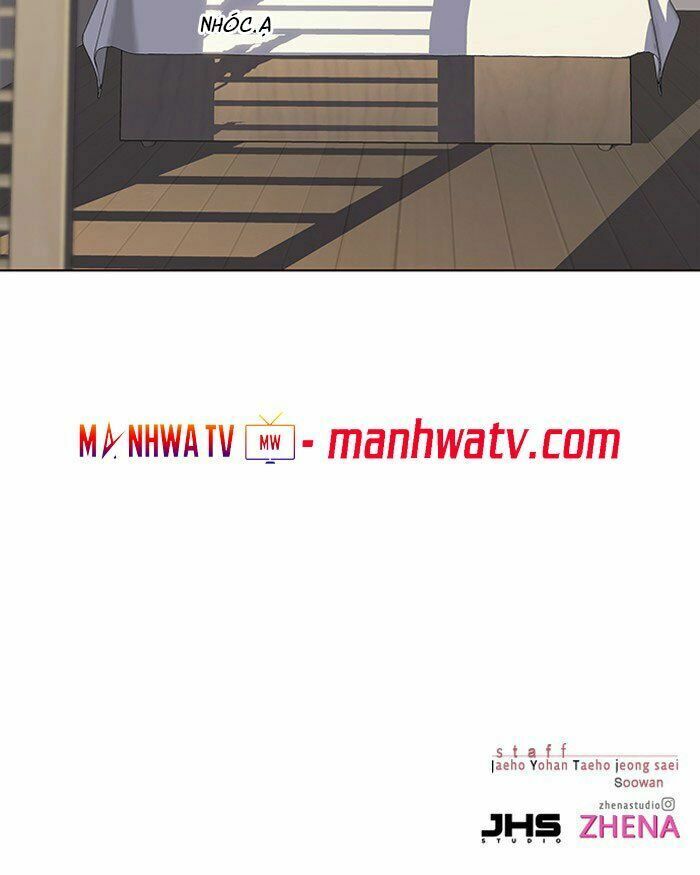 NHÓC Ạ
MANHWA TV MW - manhwatv.com
staff
Jaeho Yohan Taeho jeong saei
Soowan
zhenastudio
JHS ZHENA
STUDIO